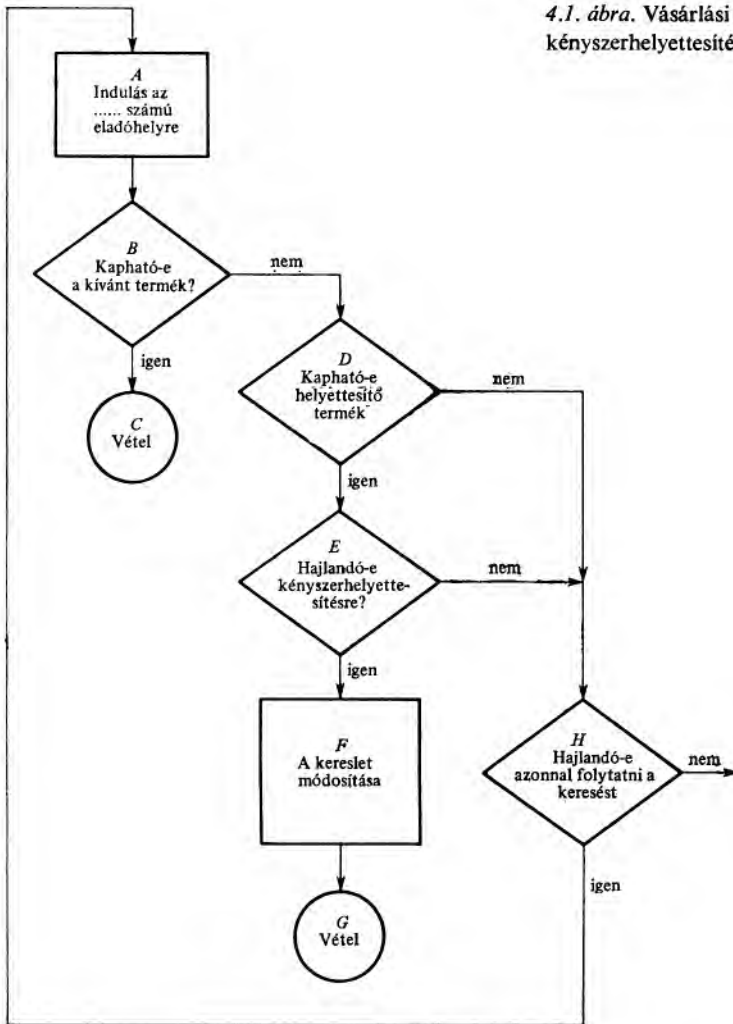 4.1. ábra. Vásárlási
A
Indulás az
...... számú
eladóhelyre
B
Kapható-e
a kívánt termék?
nem
igen
C
Vétel
D
Kapható-e
helyettesítő
termék
nem
igen
E
Hajlandó-e
kényszerhelyette-
sítésre?
nem
igen
F
A kereslet
módosítása
G
Vétel
H
Hajlandó-e
azonnal folytatni a
keresést
nem
igen